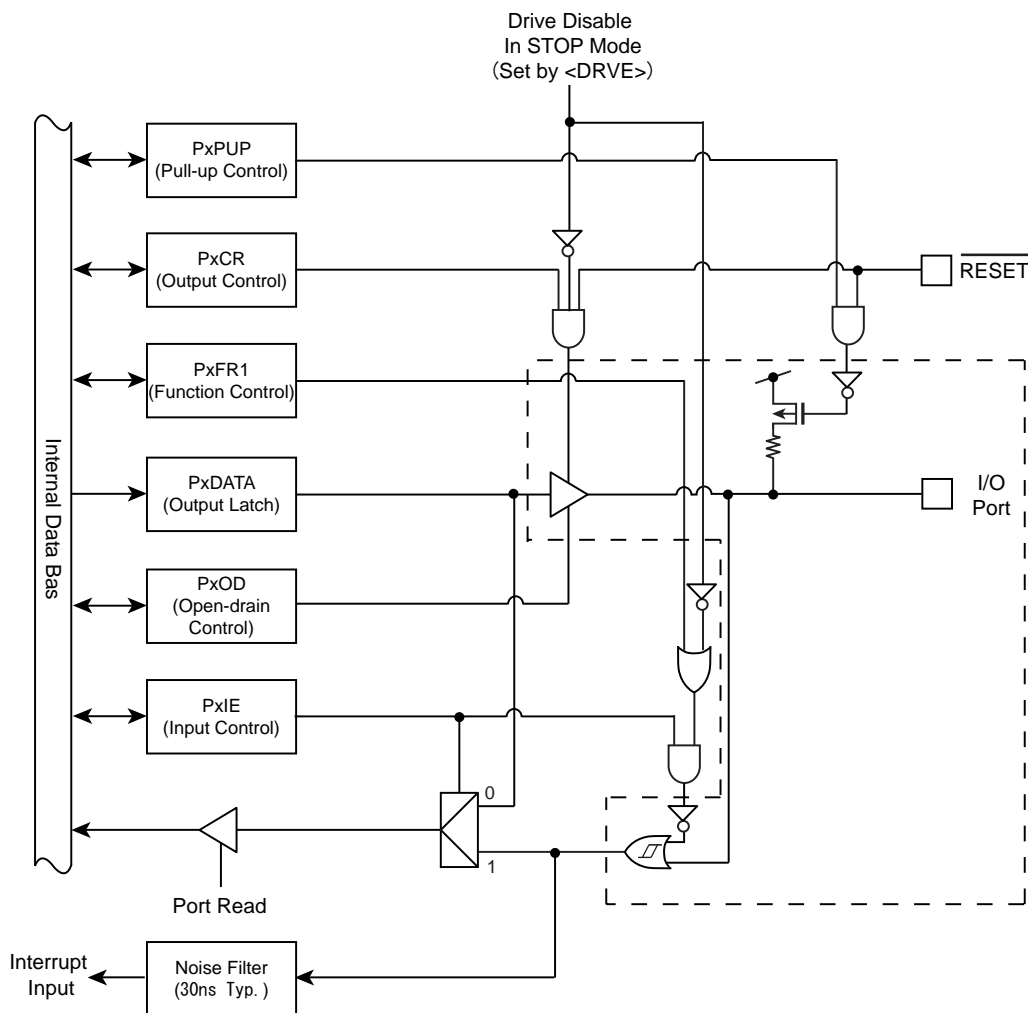 Drive Disable
In STOP Mode
(Set by <DRVE>)
PxPUP
(Pull-up Control)
PxCR
(Output Control)
RESET
PxFR1
(Function Control)
Internal Data Bas
PxDATA
(Output Latch)
I/O
Port
PxOD
(Open-drain
Control)
PxIE
(Input Control)
0
1
Port Read
Interrupt
Input
Noise Filter
(30ns Typ.)